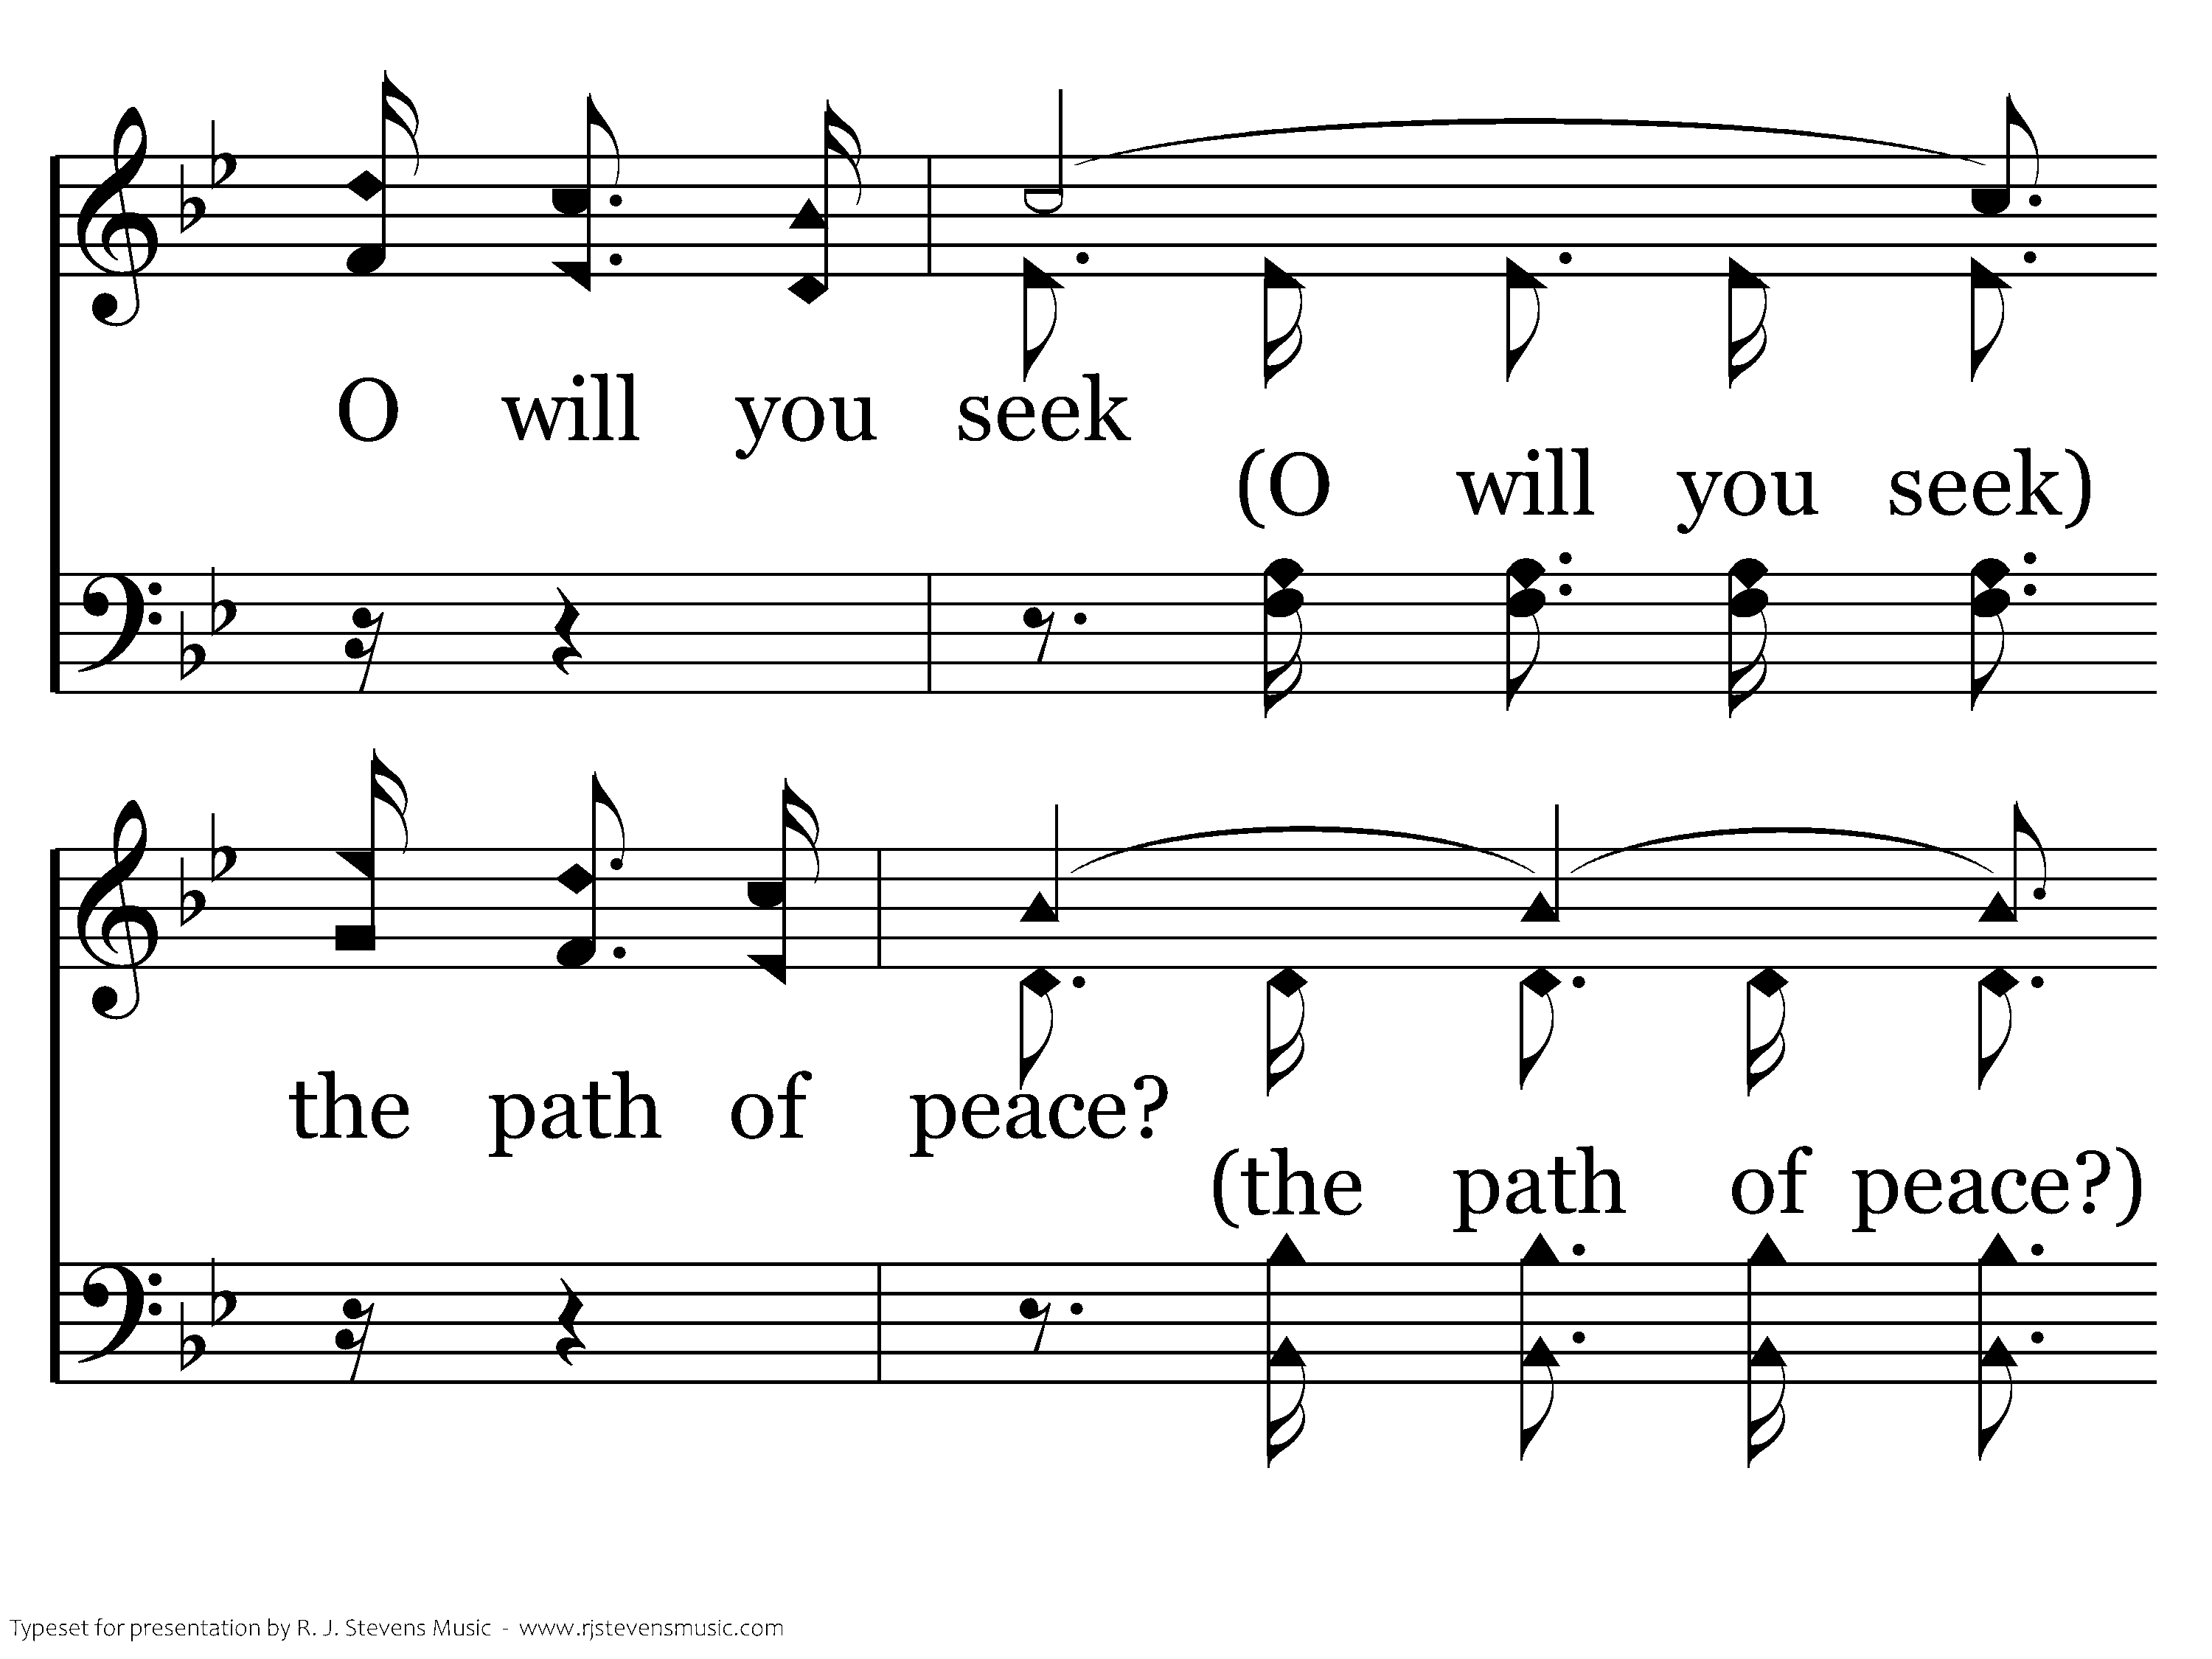 O will you seek
(O will you seek)
the path of peace?
(the path of peace?)
Typeset for presentation by R. J. Stevens Music - www.rjstevensmusic.com